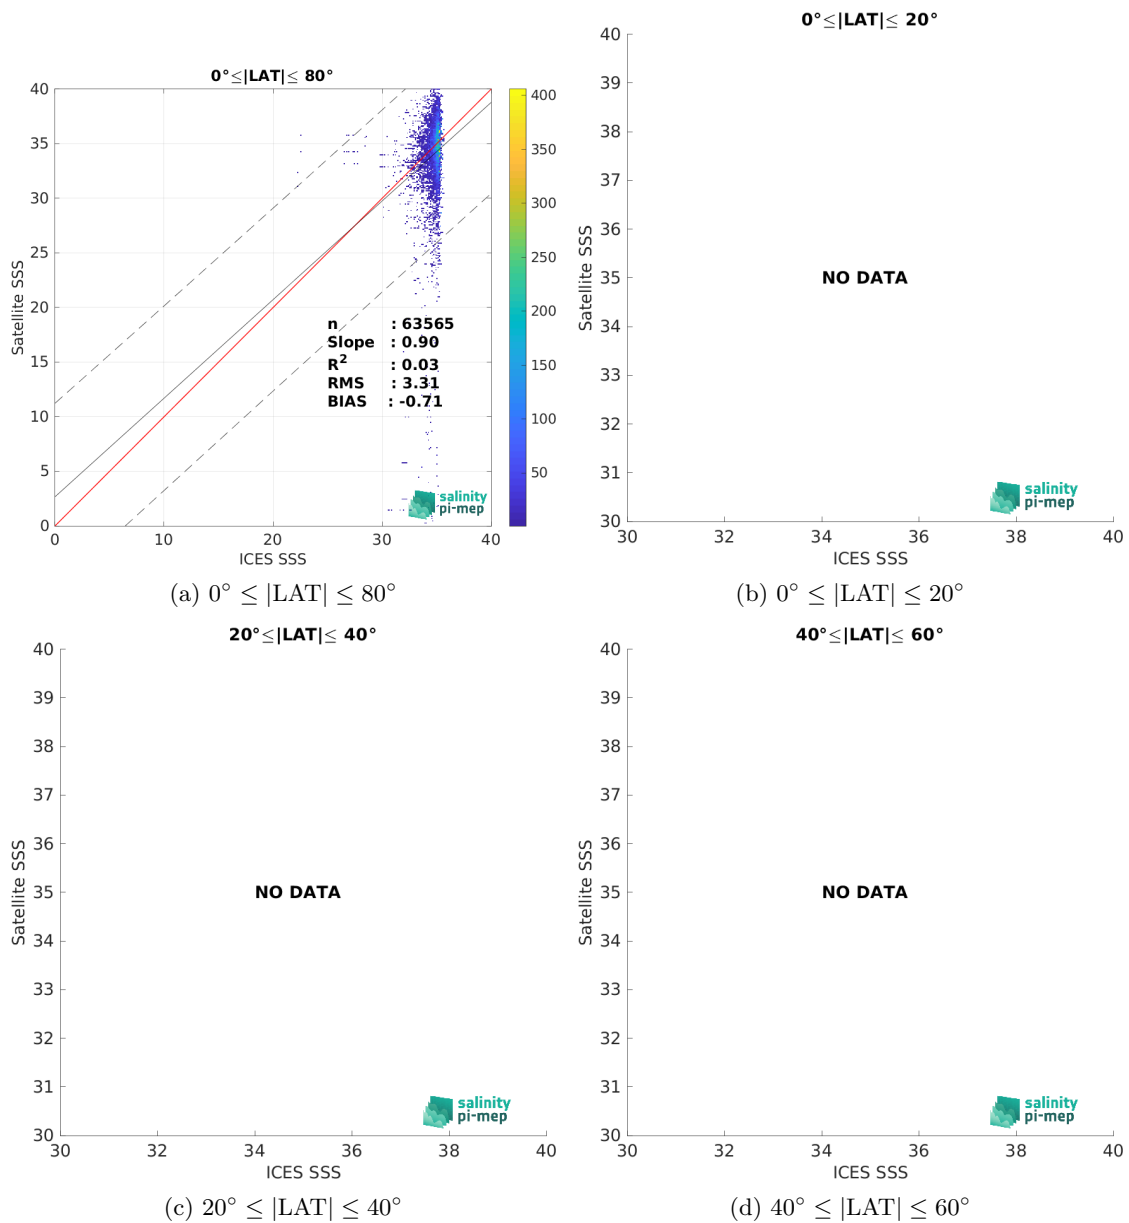 0°≤|LAT|≤ 80°
40
35
30
25
20
15
10
5
0
Satellite SSS
n : 63565
Slope : 0.90
R² : 0.03
RMS : 3.31
BIAS : -0.71
salinity
pi-mep
0 10 20 30 40
ICES SSS
400
350
300
250
200
150
100
50
(a) 0° ≤ |LAT| ≤ 80°
0°≤|LAT|≤ 20°
40
39
38
37
36
35
34
33
32
31
30
Satellite SSS
NO DATA
salinity
pi-mep
30 32 34 36 38 40
ICES SSS
(b) 0° ≤ |LAT| ≤ 20°
20°≤|LAT|≤ 40°
40
39
38
37
36
35
34
33
32
31
30
Satellite SSS
NO DATA
salinity
pi-mep
30 32 34 36 38 40
ICES SSS
(c) 20° ≤ |LAT| ≤ 40°
40°≤|LAT|≤ 60°
40
39
38
37
36
35
34
33
32
31
30
Satellite SSS
NO DATA
salinity
pi-mep
30 32 34 36 38 40
ICES SSS
(d) 40° ≤ |LAT| ≤ 60°